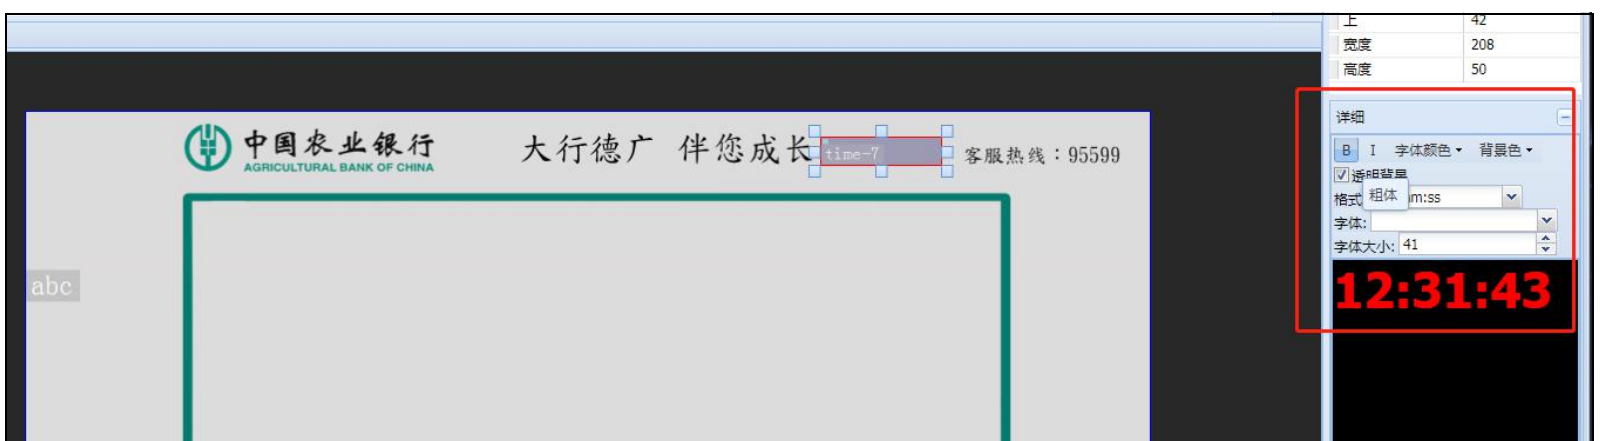 上 42
宽度 208
高度 50
详细
B I 字体颜色 背景色
透明背景
粗体
格式 mm:ss
字体:
字体大小: 41
12:31:43
中国农业银行
AGRICULTURAL BANK OF CHINA
大行德广 伴您成长
time-7
客服热线：95599
abc